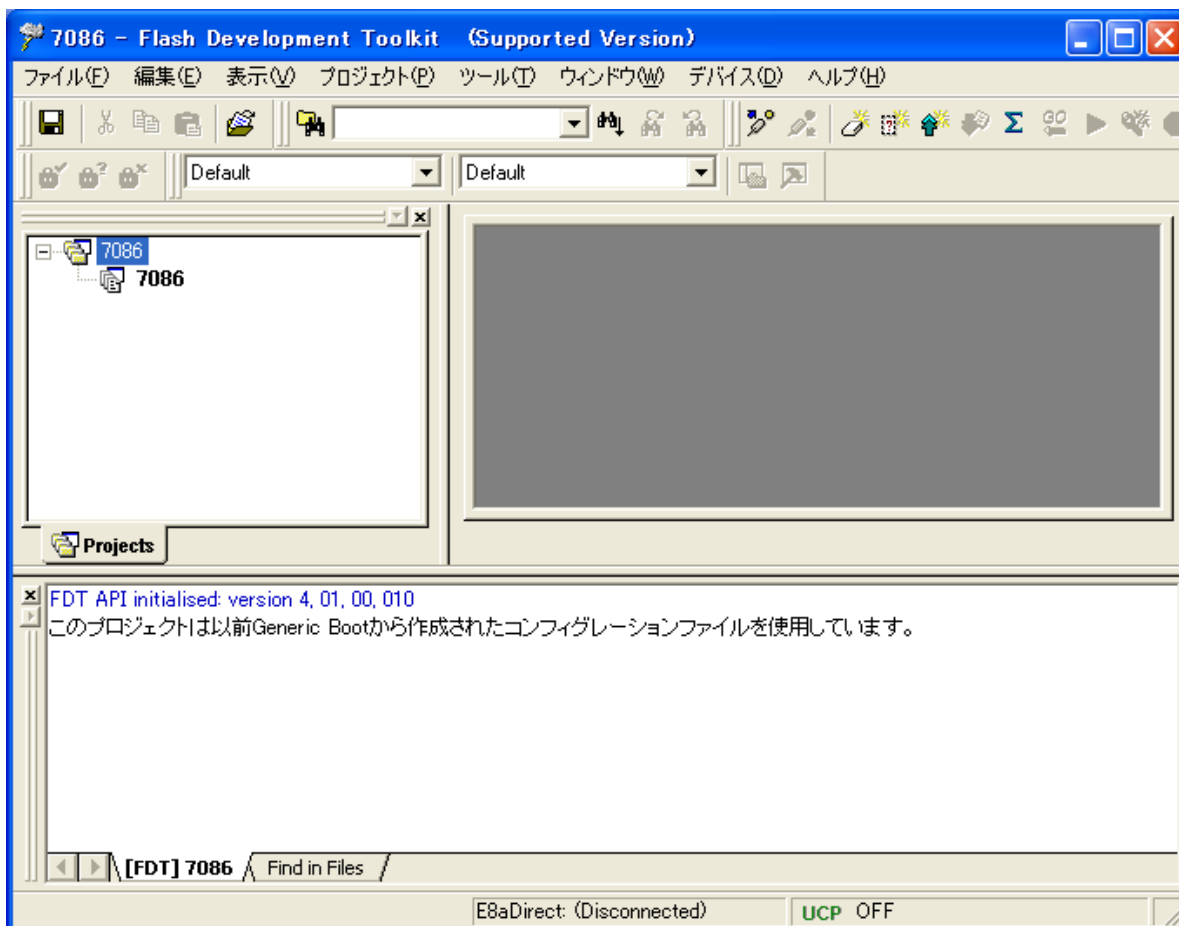 7086 - Flash Development Toolkit (Supported Version)
ファイル(F) 編集(E) 表示(V) プロジェクト(P) ツール(T) ウィンドウ(W) デバイス(D) ヘルプ(H)
Default Default
7086
7086
Projects
FDT API initialised: version 4, 01, 00, 010
このプロジェクトは以前Generic Bootから作成されたコンフィグレーションファイルを使用しています。
[FDT] 7086 Find in Files
E8aDirect: (Disconnected) UCP OFF